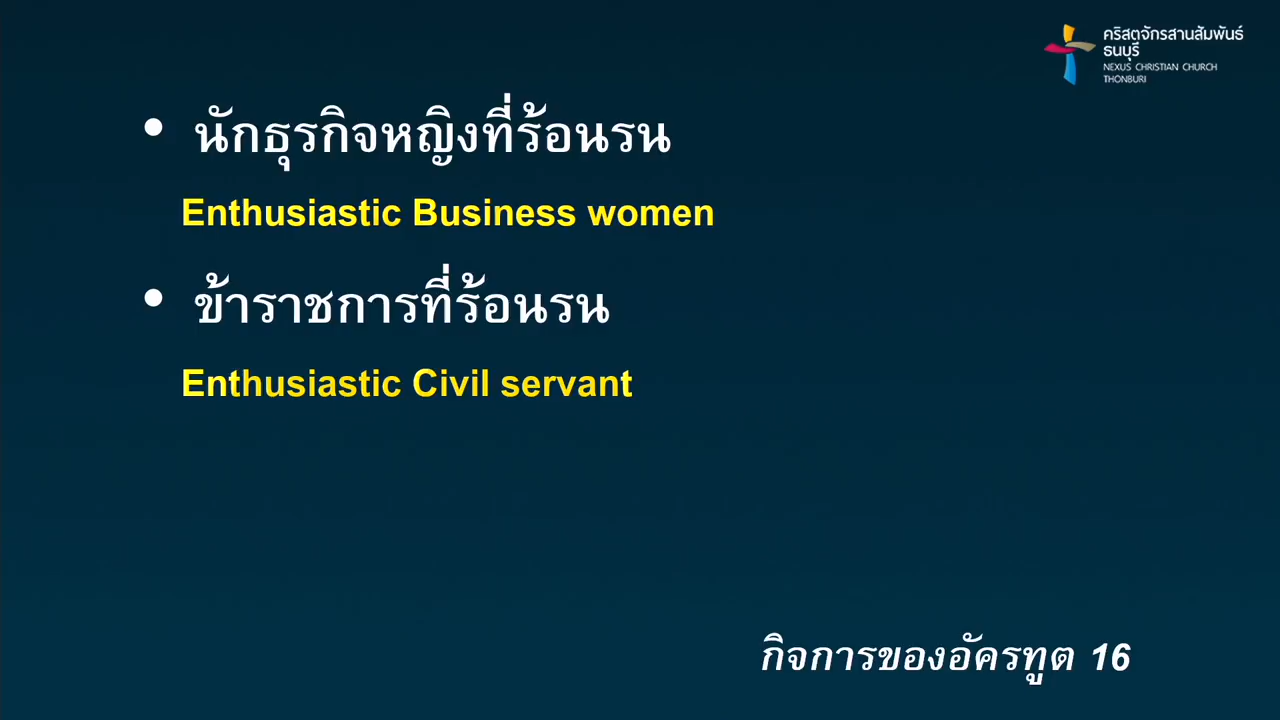 คริสตจักรสานสัมพันธ์
ธนบุรี
NEXUS CHRISTIAN CHURCH
THONBURI
• นักธุรกิจหญิงที่ร้อนรน
Enthusiastic Business women
• ข้าราชการที่ร้อนรน
Enthusiastic Civil servant
กิจการของอัครทูต 16